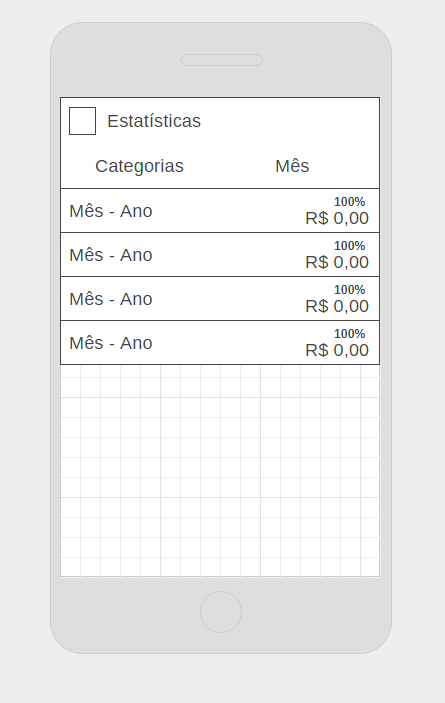 Estatísticas
Categorias Mês
Mês - Ano 100%
R$ 0,00
Mês - Ano 100%
R$ 0,00
Mês - Ano 100%
R$ 0,00
Mês - Ano 100%
R$ 0,00